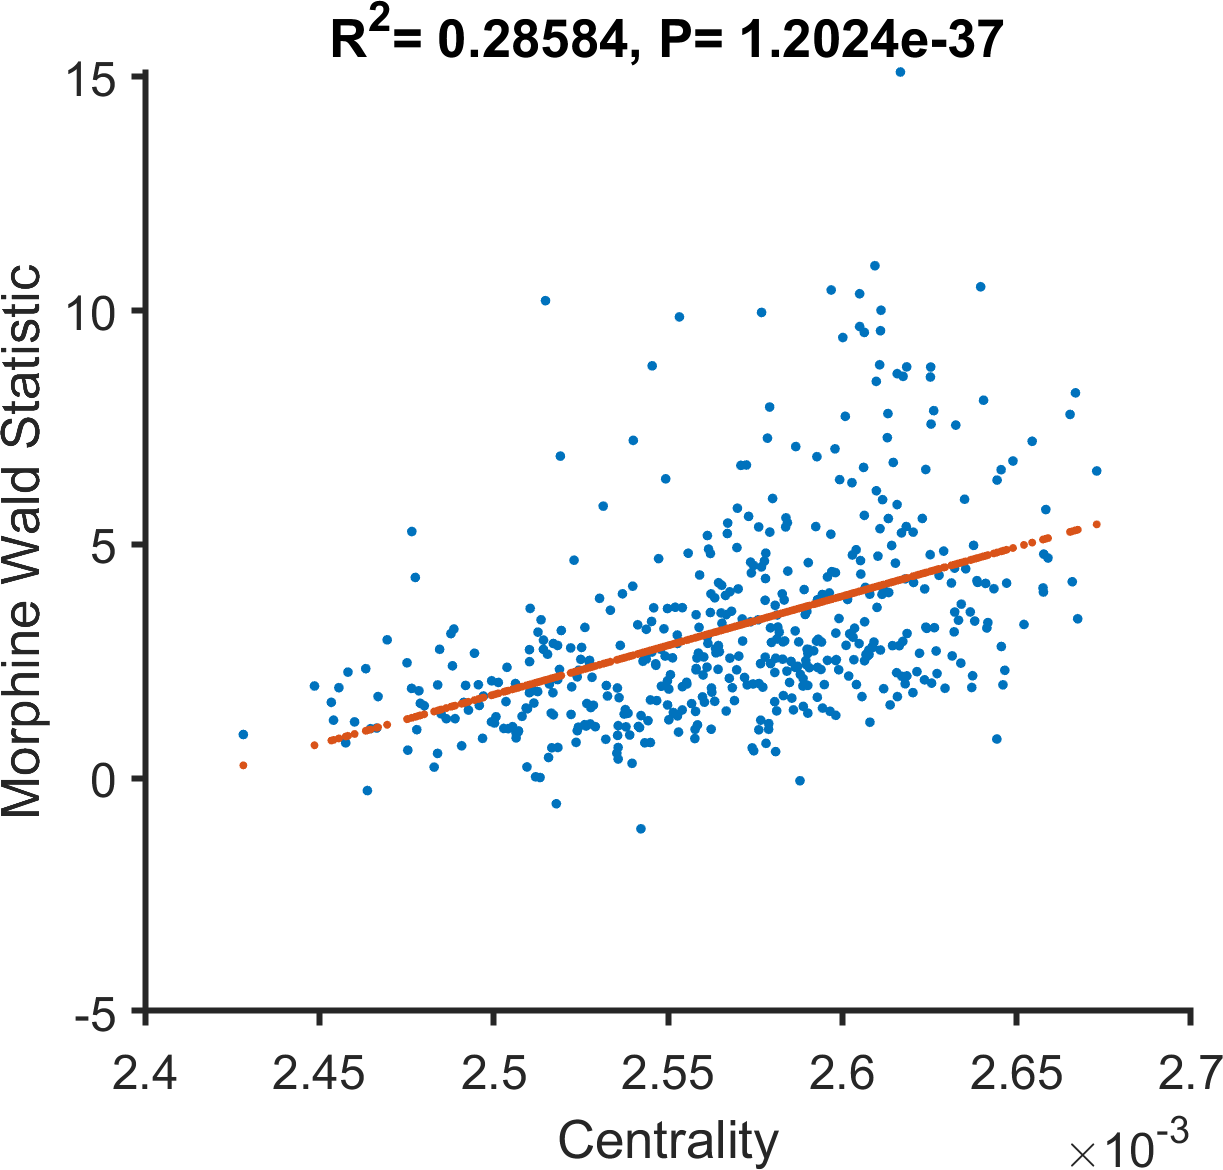 R²= 0.28584, P= 1.2024e-37
15
10
5
0
-5
Morphine Wald Statistic
2.4 2.45 2.5 2.55 2.6 2.65 2.7
Centrality
×10⁻³